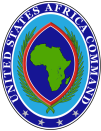 UNITED STATES AFRICA COMMAND